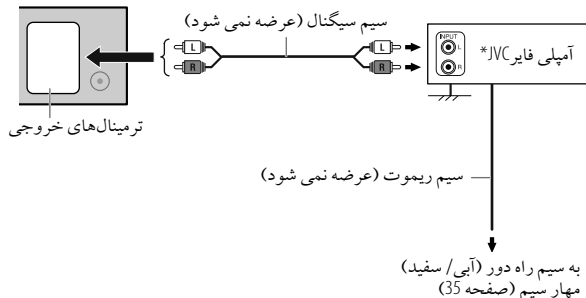 سیم سیگنال (عرضه نمی شود)
L
R
L
R
INPUT
L
R
آمپلی فایر JVC*
ترمینال‌های خروجی
سیم ریموت (عرضه نمی شود)
به سیم راه دور (آبی/ سفید)
مهار سیم (صفحه 35)